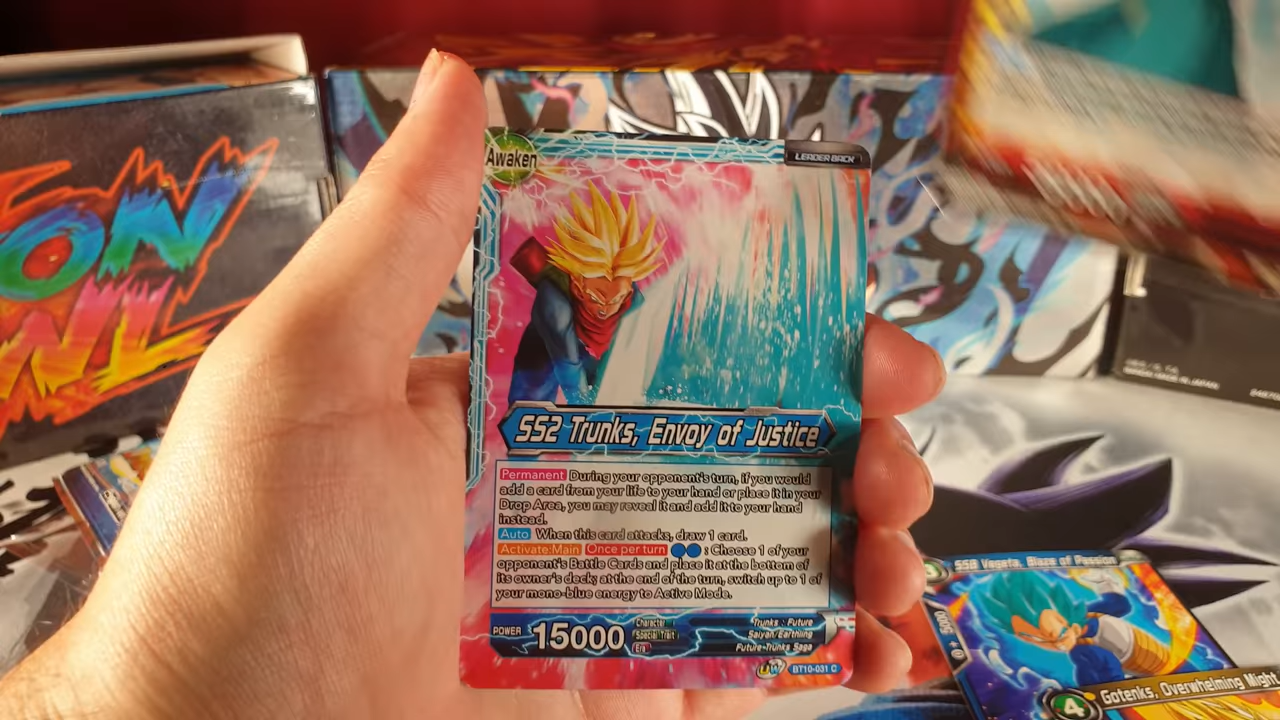 ON
Awaken
LEADER BACK
SS2 Trunks, Envoy of Justice
Permanent During your opponent's turn, if you would
add a card from your life to your hand or place it in your
Drop Area, you may reveal it and add it to your hand
instead.
Auto When this card attacks, draw 1 card.
Activate:Main Once per turn : Choose 1 of your
opponent's Battle Cards and place it at the bottom of
its owner's deck; at the end of the turn, switch up to 1 of
your mono-blue energy to Active Mode.
POWER 15000
Character Trunks : Future
Special Trait Saiyan/Earthling
Era Future Trunks Saga
BT10-031 C
MADE IN JAPAN
SSB Vegeta, Blaze of Passion
5000
4 Gotenks, Overwhelming Might